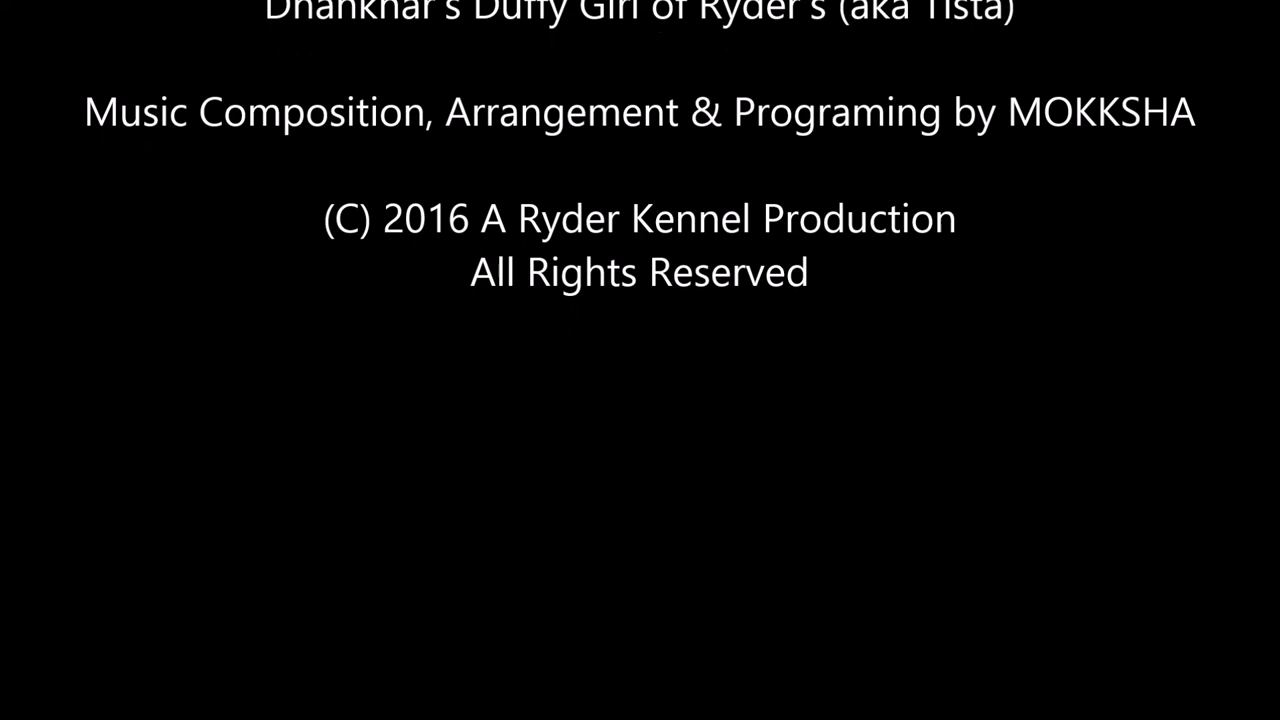 Dhankhar's Duffy Girl of Ryder's (aka Tista)
Music Composition, Arrangement & Programing by MOKKSHA
(C) 2016 A Ryder Kennel Production
All Rights Reserved